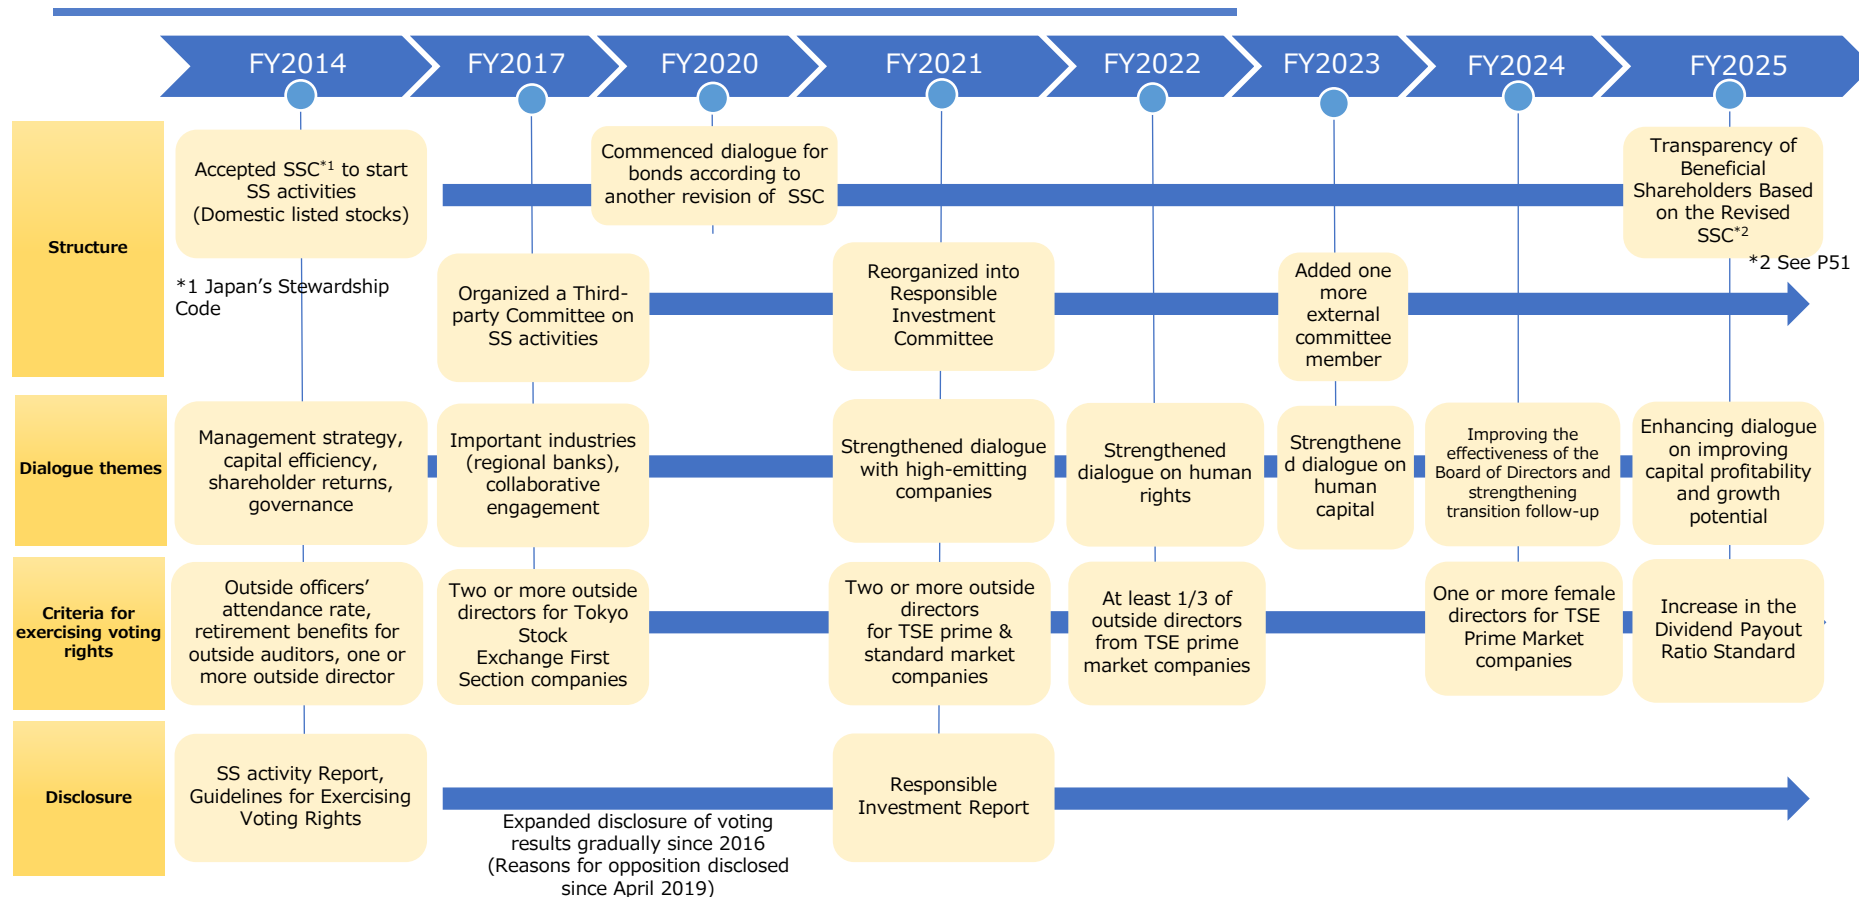 FY2014
FY2017
FY2020
FY2021
FY2022
FY2023
FY2024
FY2025
Structure
Accepted SSC*1 to start
SS activities
(Domestic listed stocks)
*1 Japan's Stewardship
Code
Organized a Third-
party Committee on
SS activities
Commenced dialogue for
bonds according to
another revision of SSC
Reorganized into
Responsible
Investment
Committee
Added one
more
external
committee
member
Transparency of
Beneficial
Shareholders Based
on the Revised
SSC*2
*2 See P51
Dialogue themes
Management strategy,
capital efficiency,
shareholder returns,
governance
Important industries
(regional banks),
collaborative
engagement
Strengthened dialogue
with high-emitting
companies
Strengthened
dialogue on human
rights
Strengthene
d dialogue on
human
capital
Improving the
effectiveness of the
Board of Directors and
strengthening
transition follow-up
Enhancing dialogue
on improving
capital profitability
and growth
potential
Criteria for
exercising voting
rights
Outside officers'
attendance rate,
retirement benefits for
outside auditors, one or
more outside director
Two or more outside
directors for Tokyo
Stock
Exchange First
Section companies
Two or more outside
directors
for TSE prime &
standard market
companies
At least 1/3 of
outside directors
from TSE prime
market companies
One or more female
directors for TSE
Prime Market
companies
Increase in the
Dividend Payout
Ratio Standard
Disclosure
SS activity Report,
Guidelines for Exercising
Voting Rights
Expanded disclosure of voting
results gradually since 2016
(Reasons for opposition disclosed
since April 2019)
Responsible
Investment Report